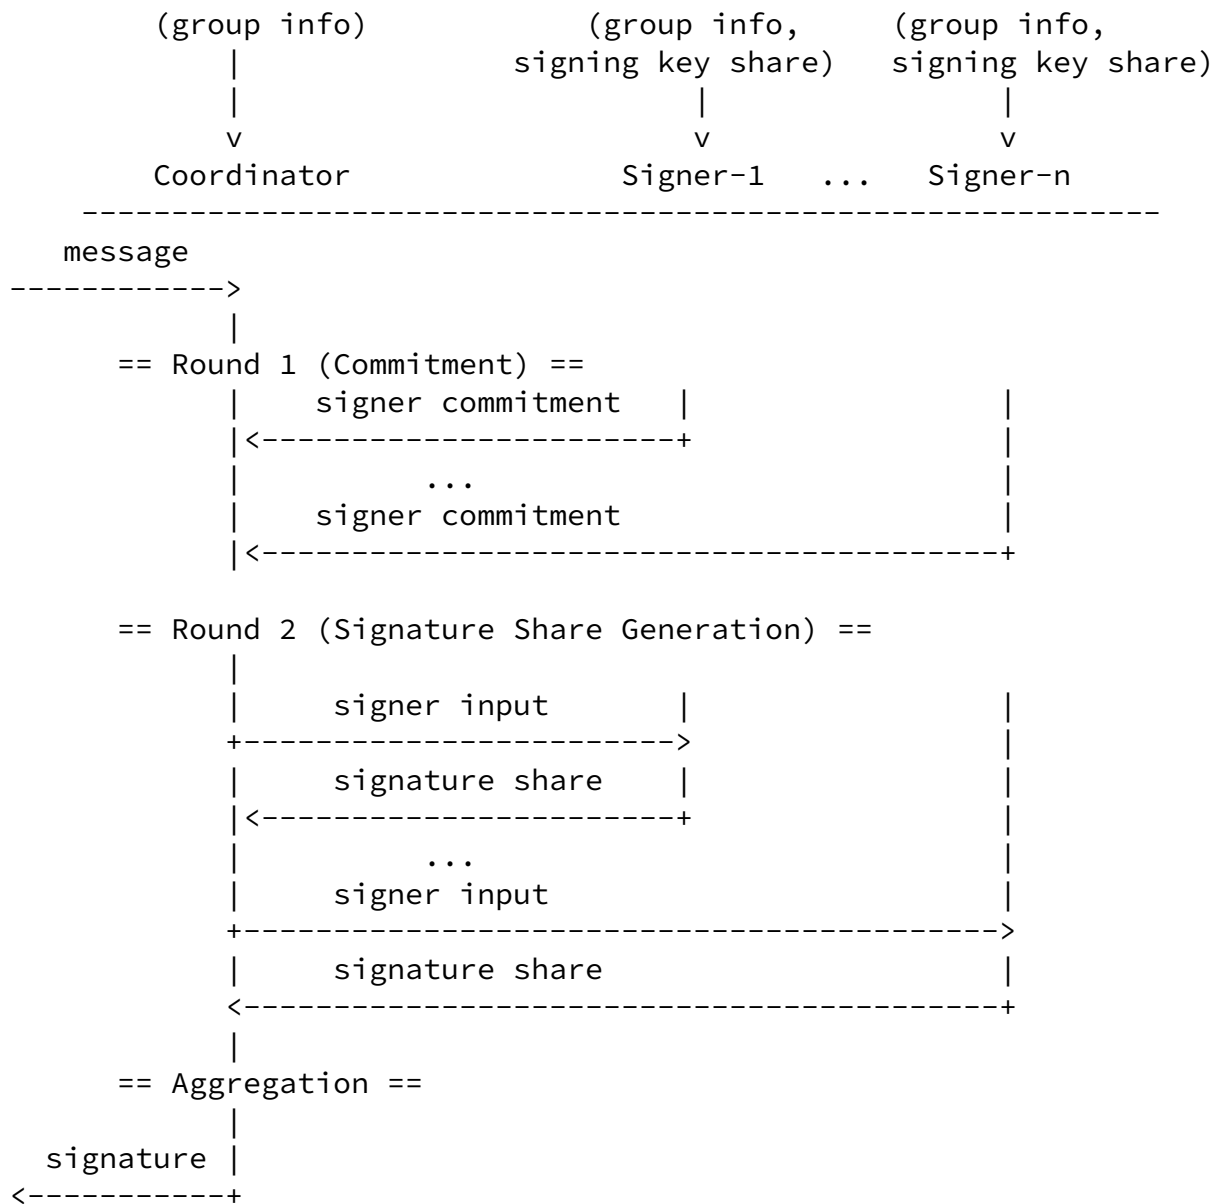 (group info)               (group info,     (group info,
signing key share)   signing key share)
Coordinator               Signer-1   ...   Signer-n
message
== Round 1 (Commitment) ==
signer commitment
...
signer commitment
== Round 2 (Signature Share Generation) ==
signer input
signature share
...
signer input
signature share
== Aggregation ==
signature